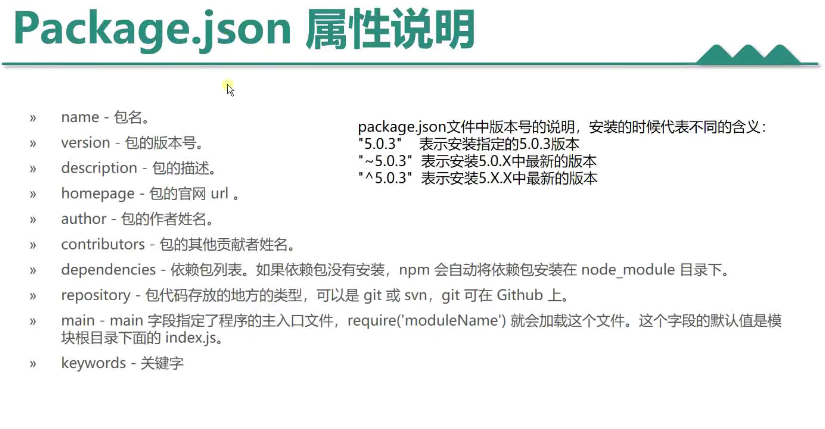 Package.json 属性说明
» name - 包名。
» version - 包的版本号。
» description - 包的描述。
» homepage - 包的官网 url 。
» author - 包的作者姓名。
» contributors - 包的其他贡献者姓名。
» dependencies - 依赖包列表。如果依赖包没有安装，npm 会自动将依赖包安装在 node_module 目录下。
» repository - 包代码存放的地方的类型，可以是 git 或 svn，git 可在 Github 上。
» main - main 字段指定了程序的主入口文件，require('moduleName') 就会加载这个文件。这个字段的默认值是模
块根目录下面的 index.js。
» keywords - 关键字
package.json文件中版本号的说明，安装的时候代表不同的含义：
"5.0.3" 表示安装指定的5.0.3版本
"~5.0.3" 表示安装5.0.X中最新的版本
"^5.0.3" 表示安装5.X.X中最新的版本